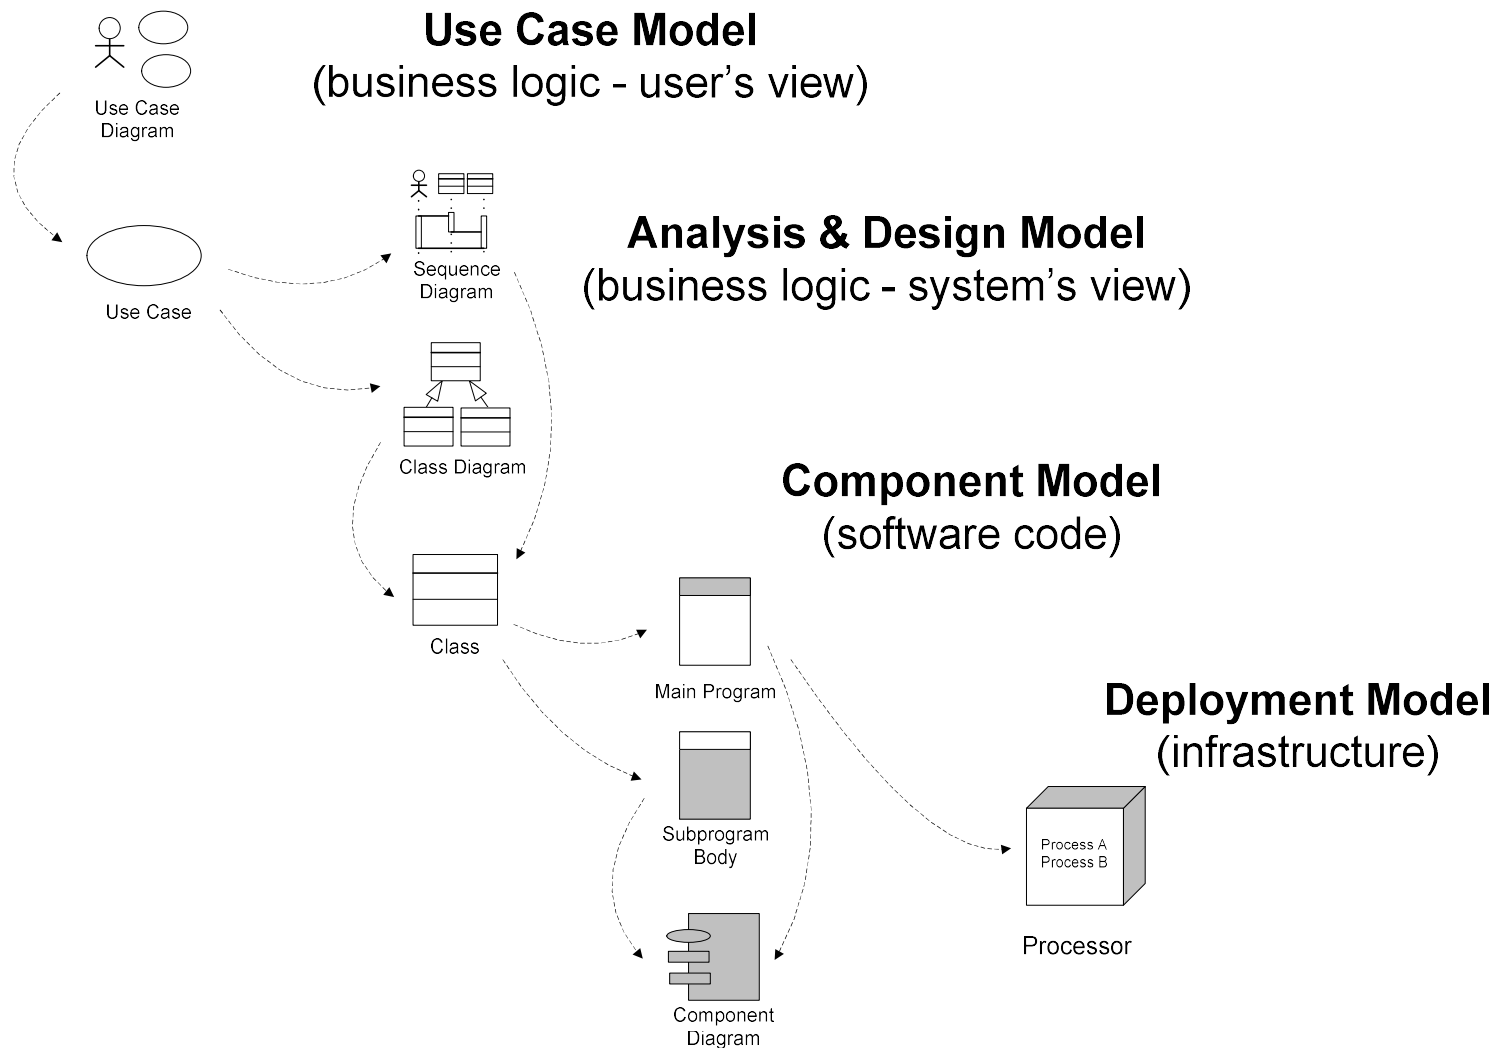 Use Case Model
(business logic - user's view)
Use Case
Diagram
Analysis & Design Model
(business logic - system's view)
Sequence
Diagram
Use Case
Class Diagram
Component Model
(software code)
Class
Main Program
Deployment Model
(infrastructure)
Subprogram
Body
Process A
Process B
Processor
Component
Diagram